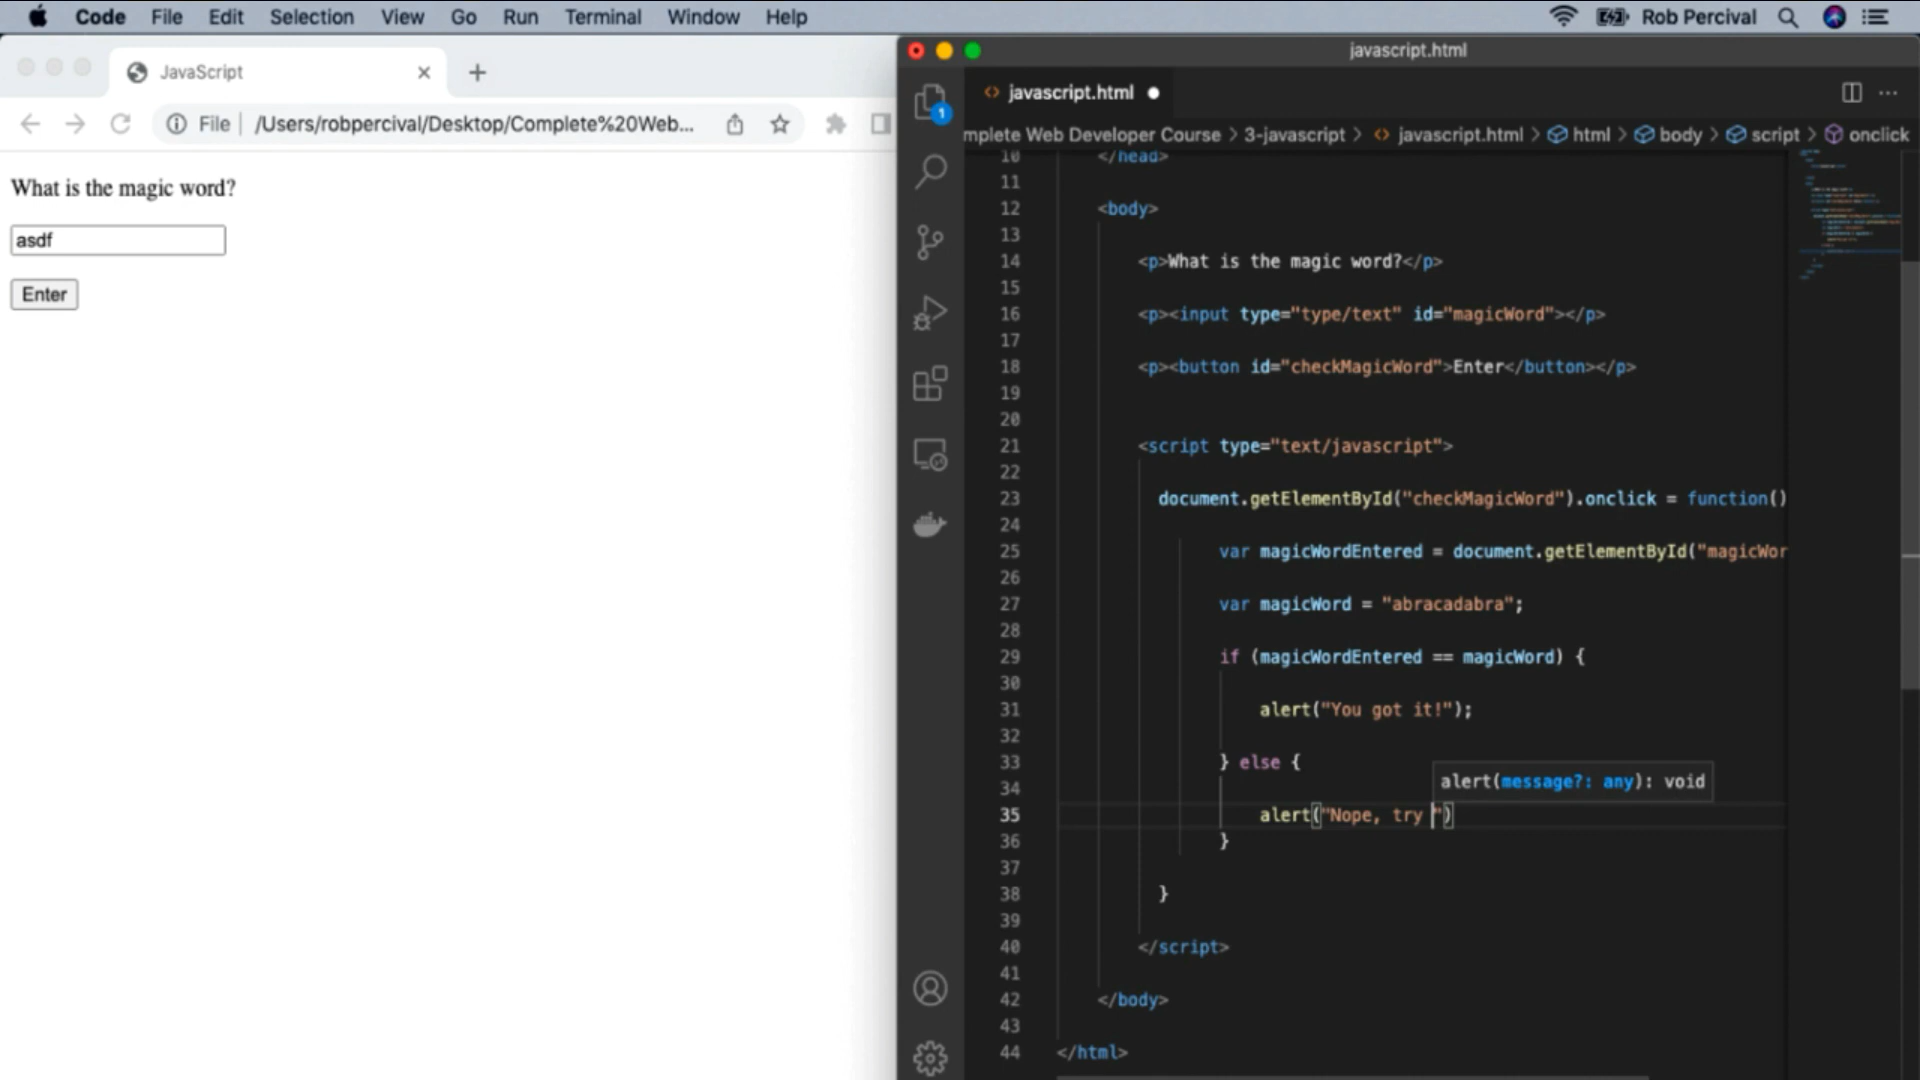 Code File Edit Selection View Go Run Terminal Window Help Rob Percival
JavaScript
File /Users/robpercival/Desktop/Complete%20Web...
What is the magic word?
asdf
Enter
javascript.html
1
javascript.html
mplete Web Developer Course > 3-javascript > javascript.html > html > body > script > onclick
10 </head>
11
12 <body>
13
14 <p>What is the magic word?</p>
15
16 <p><input type="type/text" id="magicWord"></p>
17
18 <p><button id="checkMagicWord">Enter</button></p>
19
20
21 <script type="text/javascript">
22
23 document.getElementById("checkMagicWord").onclick = function()
24
25 var magicWordEntered = document.getElementById("magicWor
26
27 var magicWord = "abracadabra";
28
29 if (magicWordEntered == magicWord) {
30
31 alert("You got it!");
32
33 } else {
34
alert(message?: any): void
35 alert("Nope, try ")
36 }
37
38 }
39
40 </script>
41
42 </body>
43
44 </html>